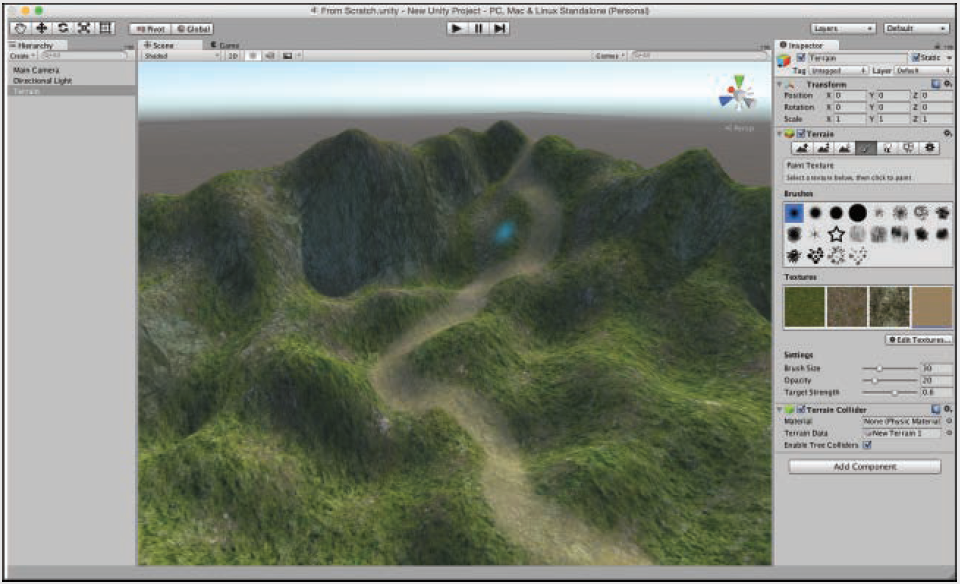 From Scratch.unity - New Unity Project - PC, Mac & Linux Standalone (Personal)
Pivot Global
Layers Default
Hierarchy
Create All
Main Camera
Directional Light
Terrain
Scene Game
Shaded 2D Gizmos All
Persp
Inspector
Terrain Static
Tag Untagged Layer Default
Transform
Position X 0 Y 0 Z 0
Rotation X 0 Y 0 Z 0
Scale X 1 Y 1 Z 1
Terrain
Paint Texture
Select a texture below, then click to paint
Brushes
Textures
Edit Textures...
Settings
Brush Size 30
Opacity 20
Target Strength 0.6
Terrain Collider
Material None (Physic Material
Terrain Data New Terrain 1
Enable Tree Colliders
Add Component